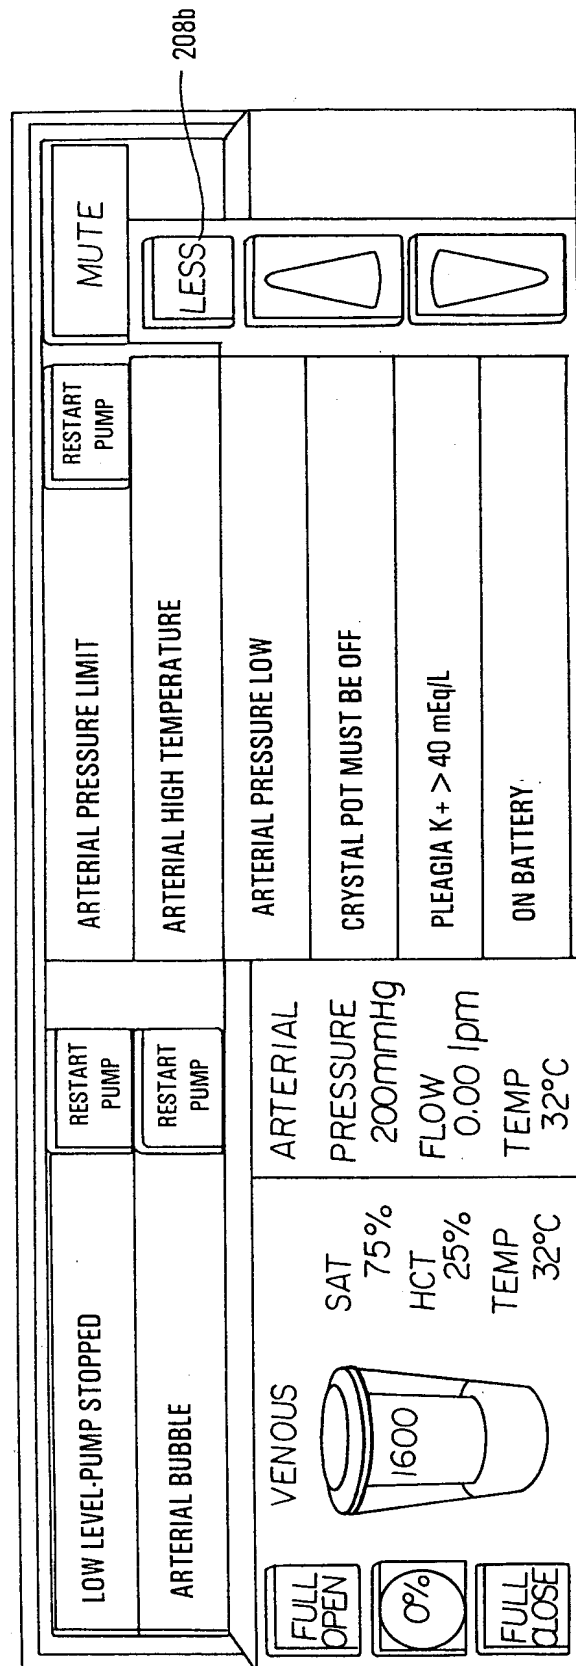 LOW LEVEL-PUMP STOPPED
RESTART
PUMP
ARTERIAL PRESSURE LIMIT
RESTART
PUMP
MUTE
ARTERIAL BUBBLE
RESTART
PUMP
ARTERIAL HIGH TEMPERATURE
LESS
208b
ARTERIAL PRESSURE LOW
CRYSTAL POT MUST BE OFF
PLEAGIA K + > 40 mEq/L
ON BATTERY
FULL
OPEN
0%
FULL
CLOSE
VENOUS
1600
SAT
75%
HCT
25%
TEMP
32°C
ARTERIAL
PRESSURE
200mmHg
FLOW
0.00 lpm
TEMP
32°C